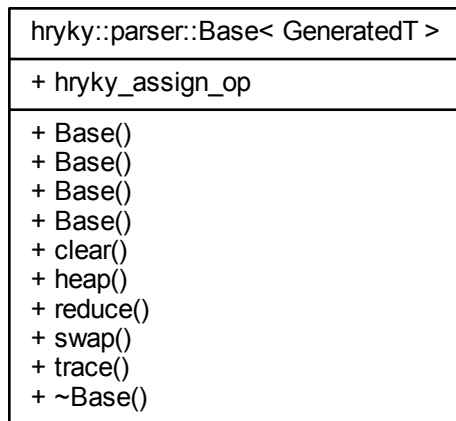 hryky::parser::Base< GeneratedT >
+ hryky_assign_op
+ Base()
+ Base()
+ Base()
+ Base()
+ clear()
+ heap()
+ reduce()
+ swap()
+ trace()
+ ~Base()